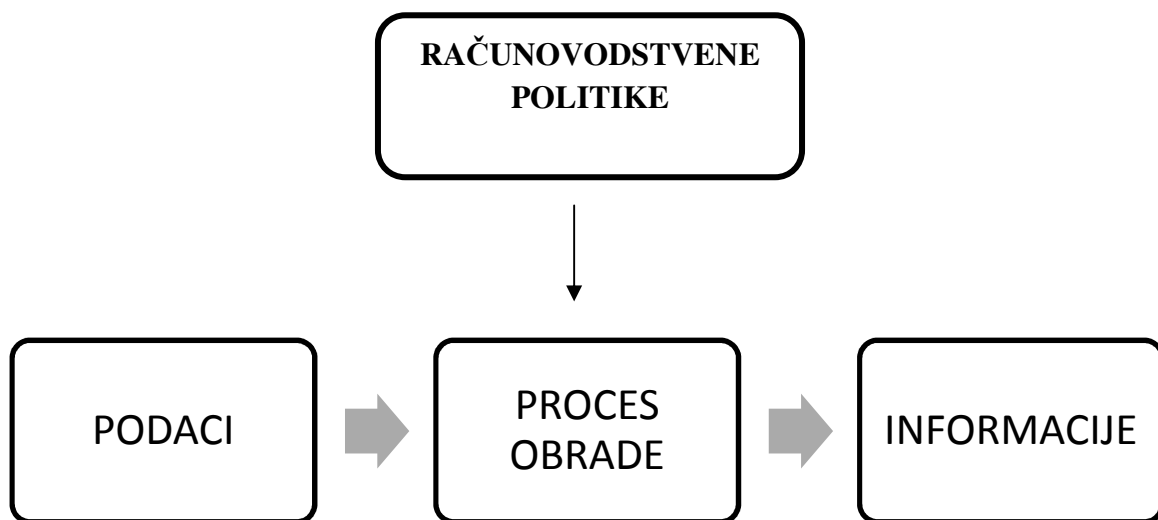 RAČUNOVODSTVENE
POLITIKE
PODACI
PROCES
OBRADE
INFORMACIJE